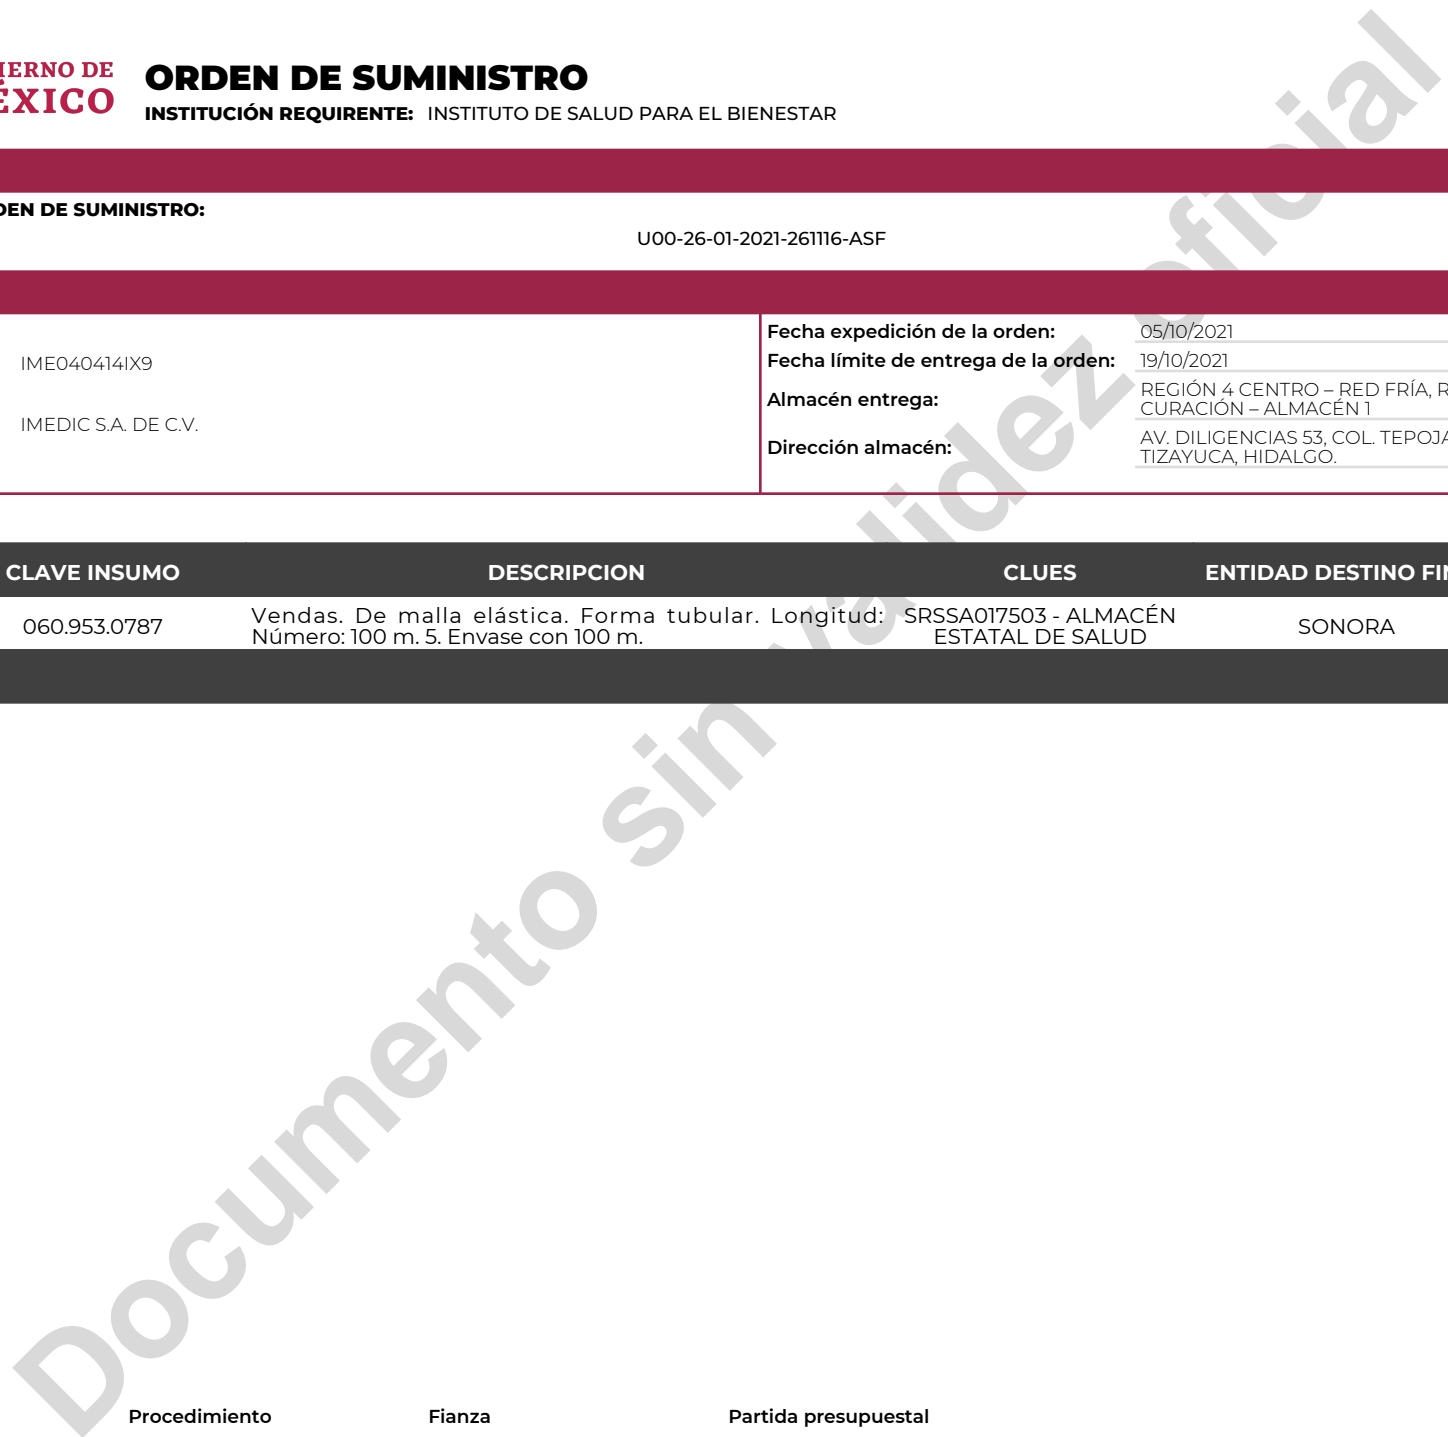 IERNO DE
ÉXICO
ORDEN DE SUMINISTRO
INSTITUCIÓN REQUIRENTE: INSTITUTO DE SALUD PARA EL BIENESTAR
DEN DE SUMINISTRO:
U00-26-01-2021-261116-ASF
IME040414IX9
IMEDIC S.A. DE C.V.
Fecha expedición de la orden: 05/10/2021
Fecha límite de entrega de la orden: 19/10/2021
Almacén entrega: REGIÓN 4 CENTRO – RED FRÍA, R
CURACIÓN – ALMACÉN 1
Dirección almacén: AV. DILIGENCIAS 53, COL. TEPOJA
TIZAYUCA, HIDALGO.
CLAVE INSUMO DESCRIPCION CLUES ENTIDAD DESTINO FIN
060.953.0787 Vendas. De malla elástica. Forma tubular. Longitud: SRSSA017503 - ALMACÉN SONORA
Número: 100 m. 5. Envase con 100 m. ESTATAL DE SALUD
Documento sin validez oficial
Procedimiento Fianza Partida presupuestal